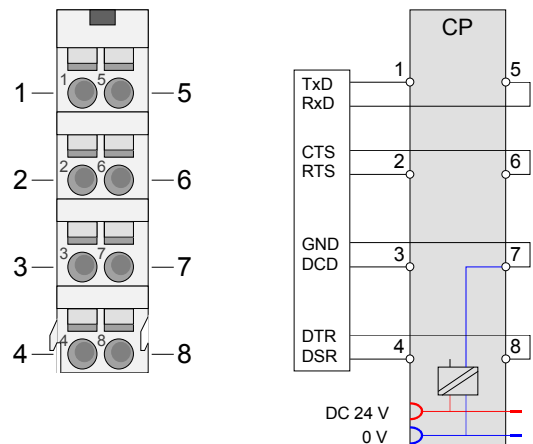 1 1 5 5
2 2 6 6
3 3 7 7
4 4 8 8
CP
1 5
TxD
RxD
CTS
2 6
RTS
GND
3 7
DCD
DTR
4 8
DSR
DC 24 V
0 V